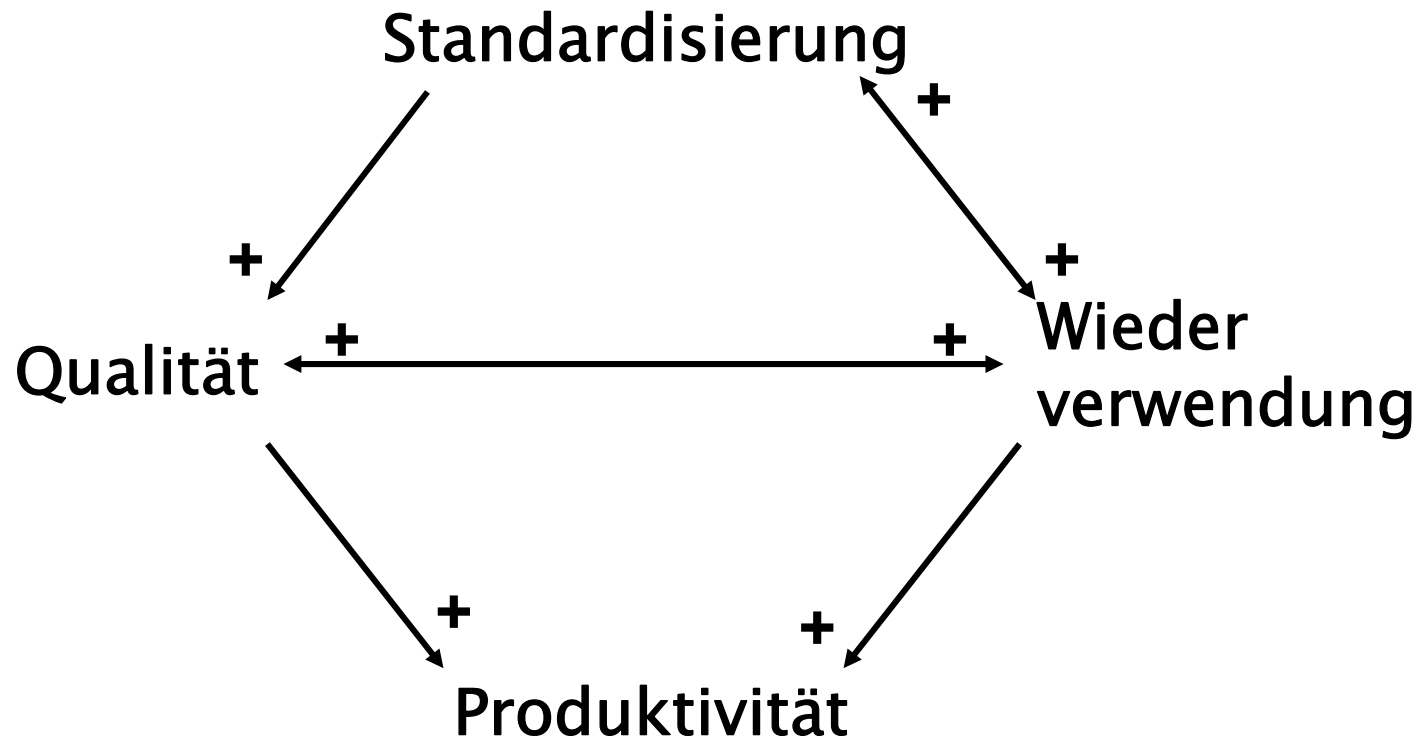 Standardisierung
+
+
+
+
+
Qualität
+
Wieder
verwendung
+
+
Produktivität